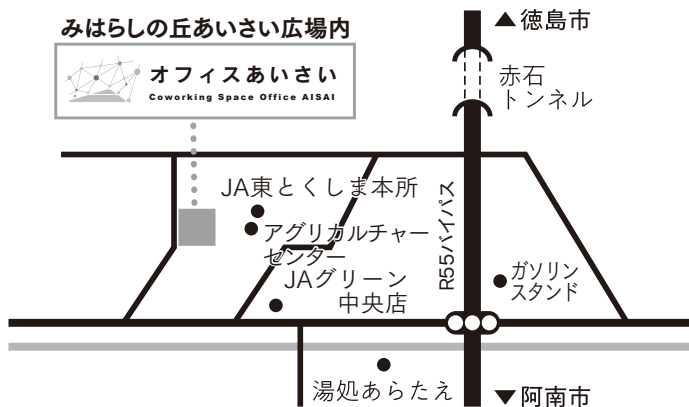 みはらしの丘あいさい広場内
オフィスあいさい
Coworking Space Office AISAI
▲徳島市
赤石
トンネル
JA東とくしま本所
アグリカルチャー
センター
JAグリーン
中央店
R55バイパス
ガソリン
スタンド
湯処あらたえ
▼阿南市